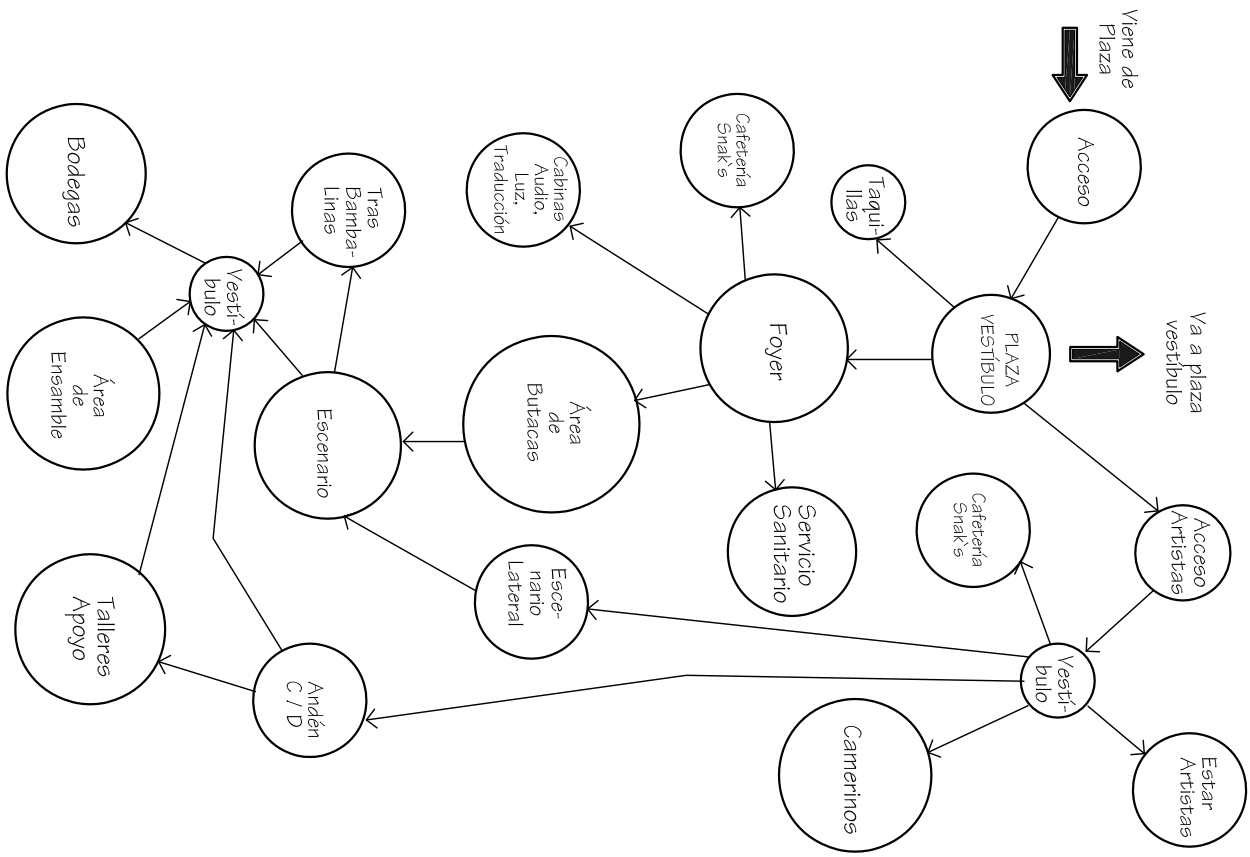 Viene de
Plaza
Acceso
Va a plaza
vestíbulo
PLAZA
VESTÍBULO
Taqui-
llas
Acceso
Artistas
Cafetería
Snak`s
Foyer
Servicio
Sanitario
Cafetería
Snak`s
Vestí-
bulo
Estar
Artistas
Camerinos
Cabinas
Audio,
Luz,
Traducción
Área
de
Butacas
Esce-
nario
Lateral
Tras
Bamba-
Linas
Escenario
Andén
C / D
Vestí-
bulo
Bodegas
Área
de
Ensamble
Talleres
Apoyo